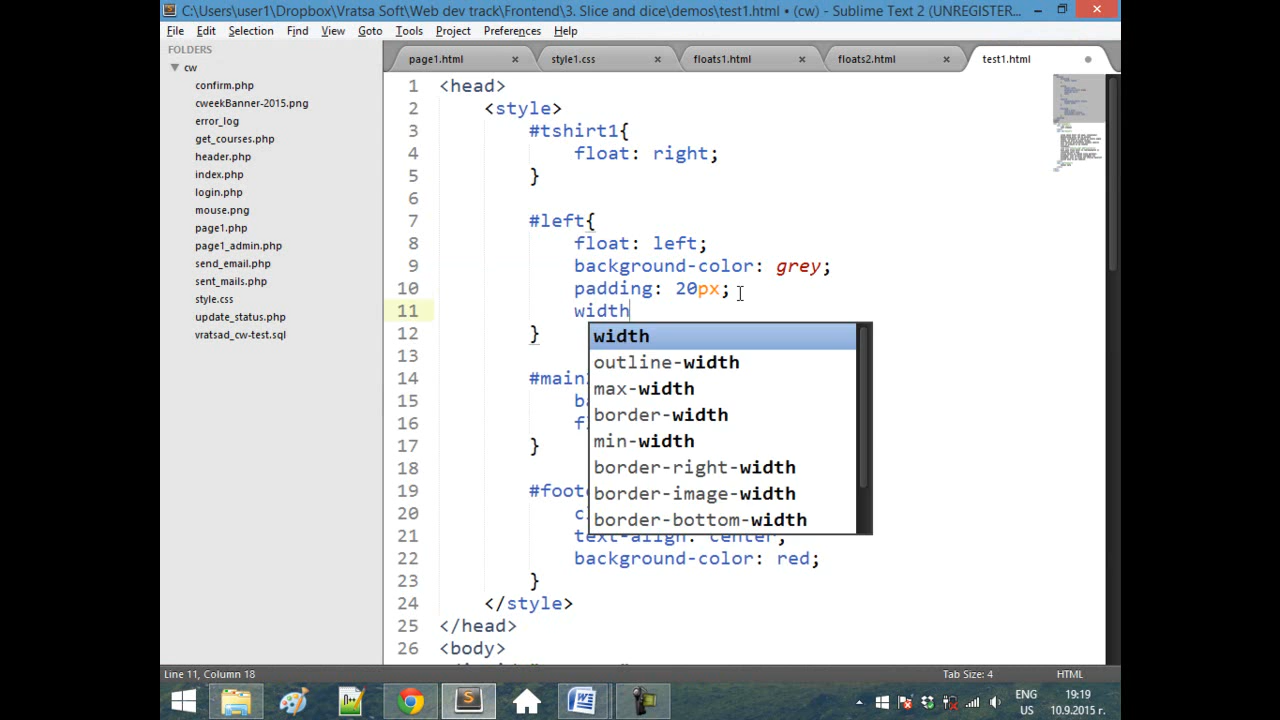 C:\Users\user1\Dropbox\Vratsa Soft\Web dev track\Frontend\3. Slice and dice\demos\test1.html • (cw) - Sublime Text 2 (UNREGISTER...
File Edit Selection Find View Goto Tools Project Preferences Help
FOLDERS
cw
confirm.php
cweekBanner-2015.png
error_log
get_courses.php
header.php
index.php
login.php
mouse.png
page1.php
page1_admin.php
send_email.php
sent_mails.php
style.css
update_status.php
vratsad_cw-test.sql
page1.html style1.css floats1.html floats2.html test1.html
1 <head>
2 <style>
3 #tshirt1{
4 float: right;
5 }
6
7 #left{
8 float: left;
9 background-color: grey;
10 padding: 20px;
11 width
12 }
13
14 #main
15 ba
16 f
17 }
18
19 #foot
20 c
21 text-align: center;
22 background-color: red;
23 }
24 </style>
25 </head>
26 <body>
width
outline-width
max-width
border-width
min-width
border-right-width
border-image-width
border-bottom-width
Line 11, Column 18 Tab Size: 4 HTML
ENG 19:19
US 10.9.2015 г.